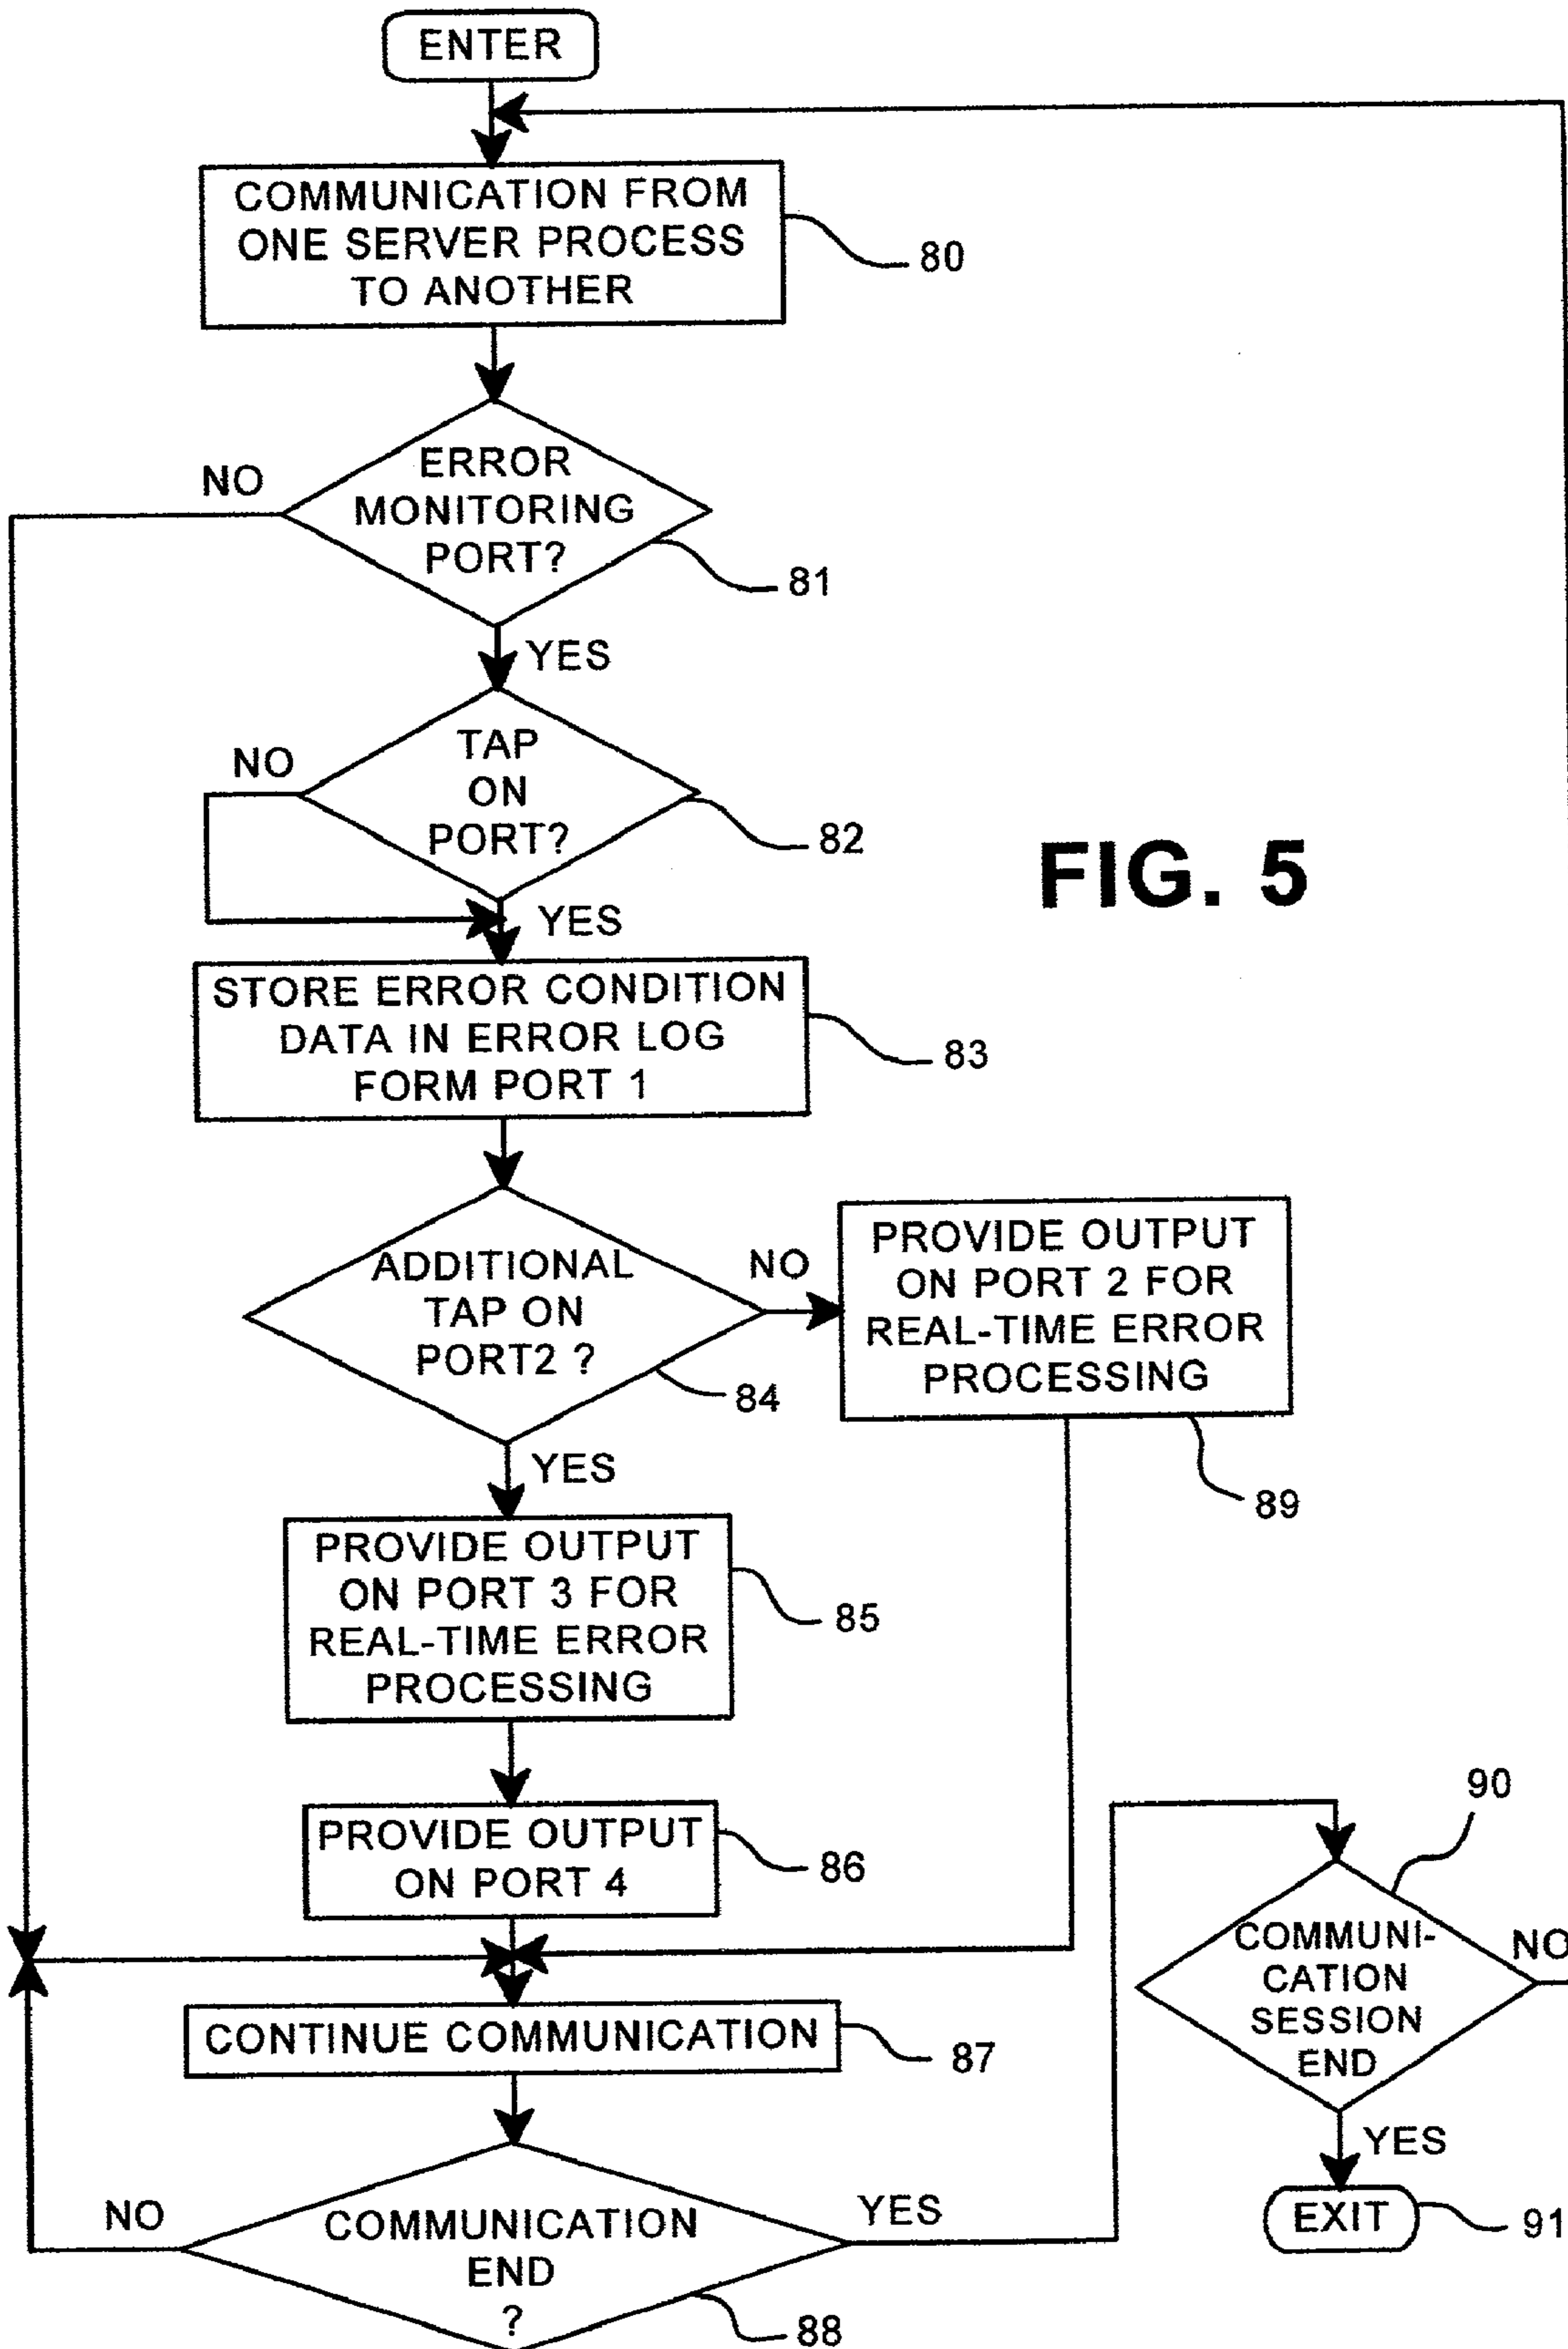 ENTER
COMMUNICATION FROM
ONE SERVER PROCESS
TO ANOTHER
80
ERROR
MONITORING
PORT?
NO
81
YES
TAP
ON
PORT?
NO
82
YES
FIG. 5
STORE ERROR CONDITION
DATA IN ERROR LOG
FORM PORT 1
83
ADDITIONAL
TAP ON
PORT2 ?
NO
84
PROVIDE OUTPUT
ON PORT 2 FOR
REAL-TIME ERROR
PROCESSING
89
YES
PROVIDE OUTPUT
ON PORT 3 FOR
REAL-TIME ERROR
PROCESSING
85
PROVIDE OUTPUT
ON PORT 4
86
CONTINUE COMMUNICATION
87
COMMUNICATION
END
?
NO
YES
88
90
COMMUNI-
CATION
SESSION
END
NO
YES
EXIT
91